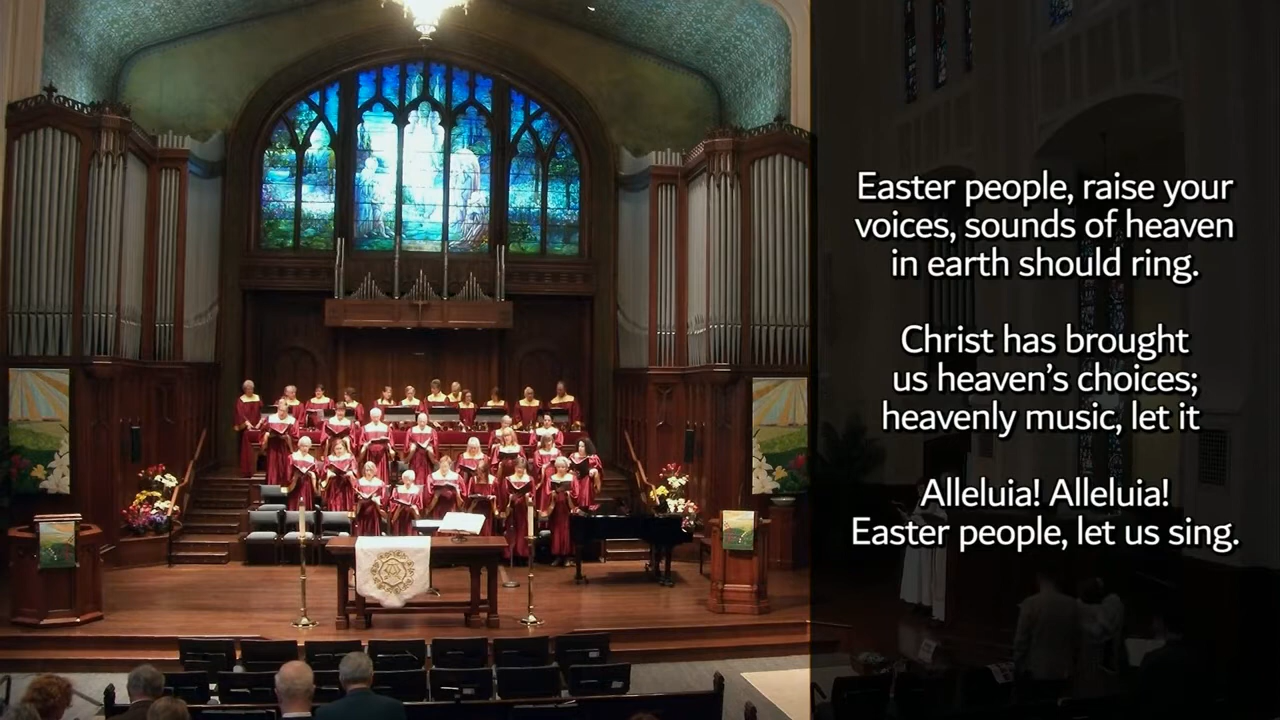 Easter people, raise your
voices, sounds of heaven
in earth should ring.
Christ has brought
us heaven’s choices;
heavenly music, let it
Alleluia! Alleluia!
Easter people, let us sing.